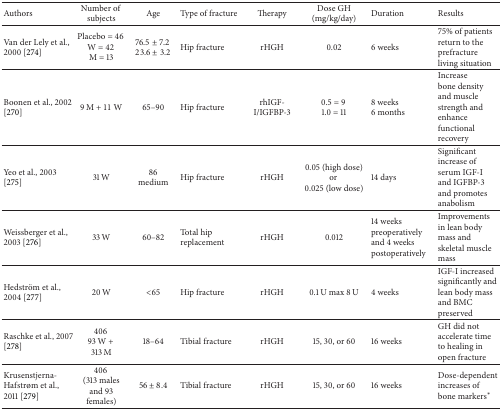 Authors Number of subjects Age Type of fracture Therapy Dose GH (mg/kg/day) Duration Results
Van der Lely et al., 2000 [274] Placebo = 46 W = 42 M = 13 76.5 ± 7.2 23.6 ± 3.2 Hip fracture rHGH 0.02 6 weeks 75% of patients return to the prefracture living situation
Boonen et al., 2002 [270] 9 M + 11 W 65–90 Hip fracture rhIGF-I/IGFBP-3 0.5 = 9 1.0 = 11 8 weeks 6 months Increase bone density and muscle strength and enhance functional recovery
Yeo et al., 2003 [275] 31 W 86 medium Hip fracture rHGH 0.05 (high dose) or 0.025 (low dose) 14 days Significant increase of serum IGF-I and IGFBP-3 and promotes anabolism
Weissberger et al., 2003 [276] 33 W 60–82 Total hip replacement rHGH 0.012 14 weeks preoperatively and 4 weeks postoperatively Improvements in lean body mass and skeletal muscle mass
Hedström et al., 2004 [277] 20 W <65 Hip fracture rHGH 0.1 U max 8 U 4 weeks IGF-I increased significantly and lean body mass and BMC preserved
Raschke et al., 2007 [278] 406 93 W + 313 M 18–64 Tibial fracture rHGH 15, 30, or 60 16 weeks GH did not accelerate time to healing in open fracture
Krusenstjerna-Hafstrøm et al., 2011 [279] 406 (313 males and 93 females) 56 ± 8.4 Tibial fracture rHGH 15, 30, or 60 16 weeks Dose-dependent increases of bone markers*